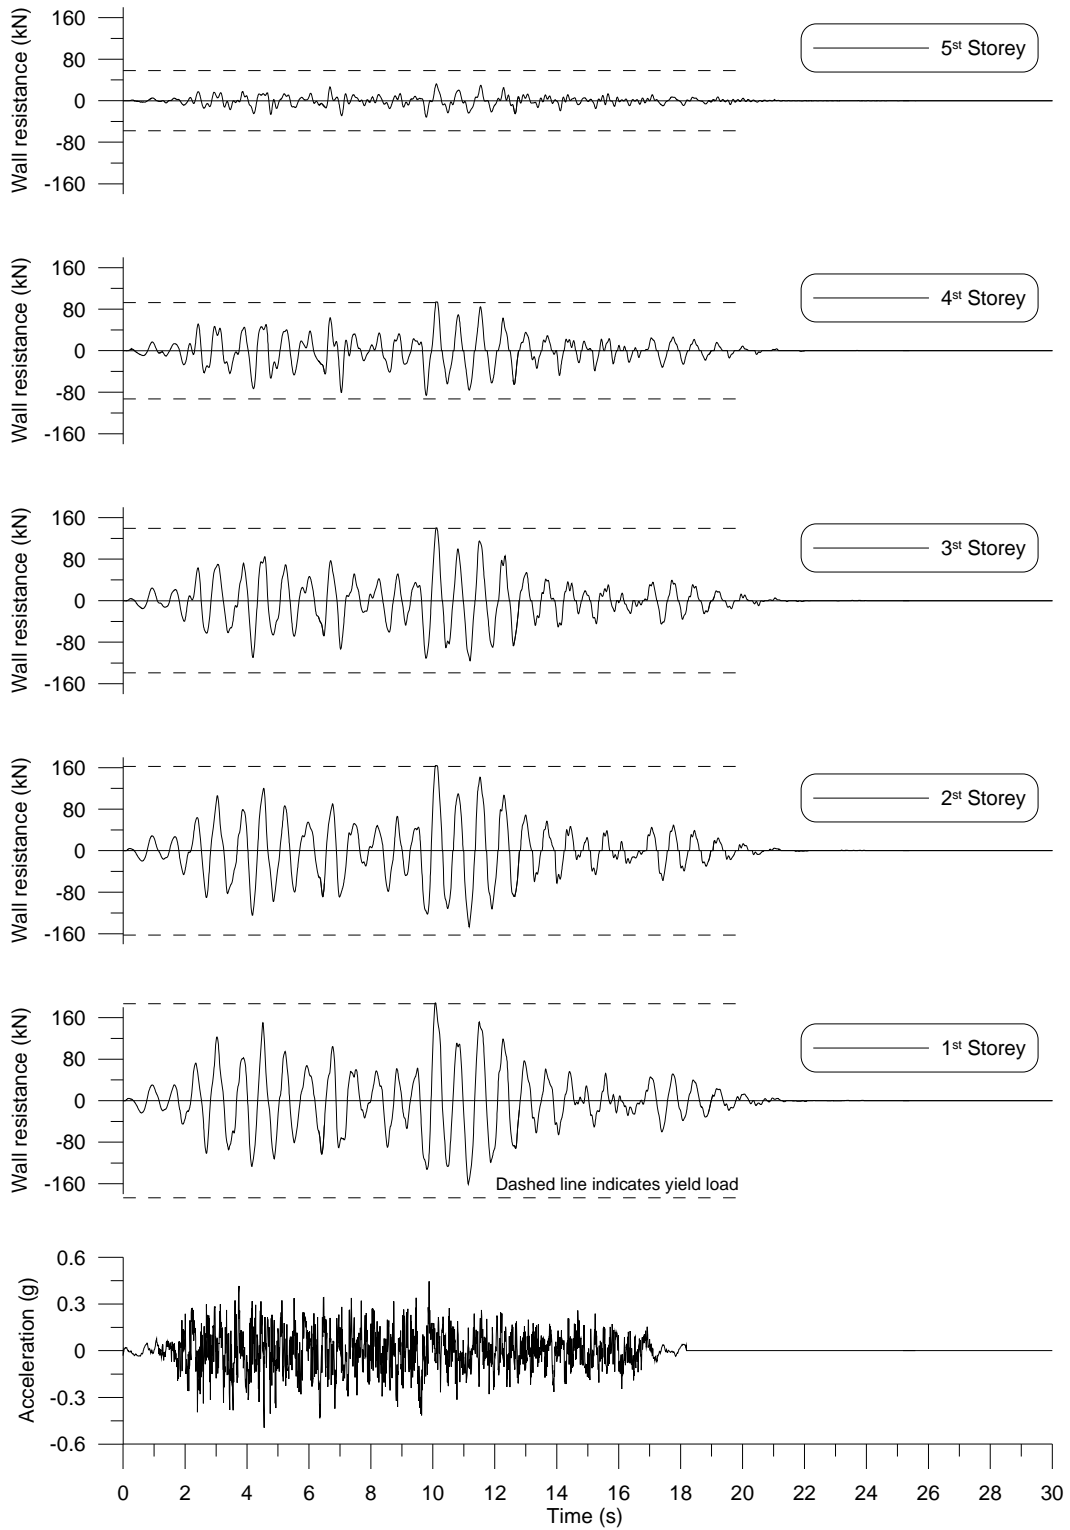 160
80
0
-80
-160
Wall resistance (kN)
5st Storey
160
80
0
-80
-160
Wall resistance (kN)
4st Storey
160
80
0
-80
-160
Wall resistance (kN)
3st Storey
160
80
0
-80
-160
Wall resistance (kN)
2st Storey
160
80
0
-80
-160
Wall resistance (kN)
1st Storey
Dashed line indicates yield load
0.6
0.3
0
-0.3
-0.6
Acceleration (g)
0 2 4 6 8 10 12 14 16 18 20 22 24 26 28 30
Time (s)